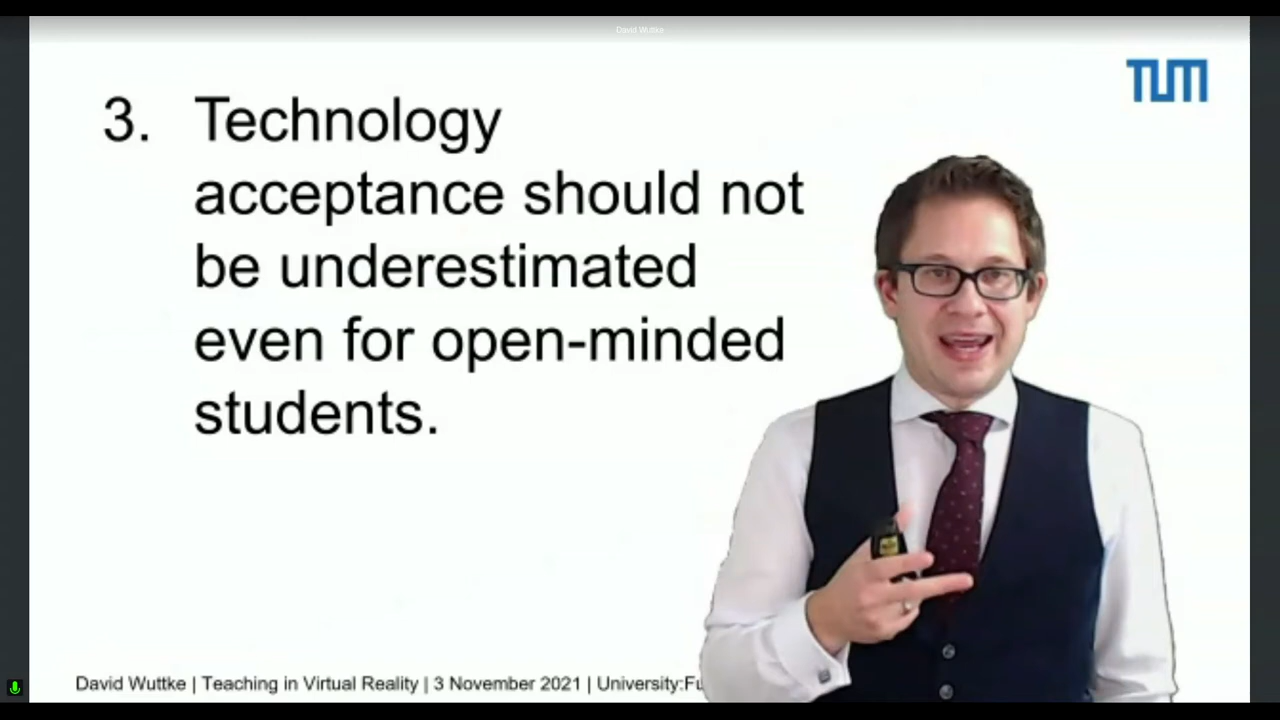 David Wuttke
TUM
3. Technology
acceptance should not
be underestimated
even for open-minded
students.
David Wuttke | Teaching in Virtual Reality | 3 November 2021 | University:Fu